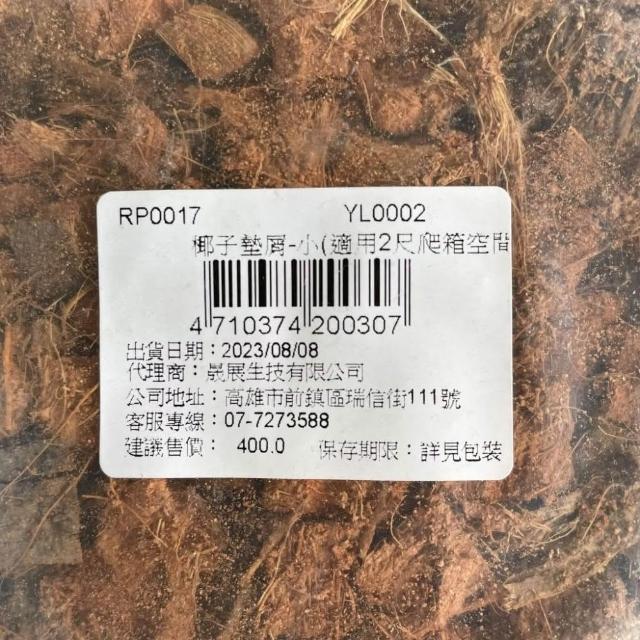 RP0017 YL0002
椰子墊屑-小(適用2尺爬箱空間
4 710374 200307
出貨日期：2023/08/08
代理商：晟展生技有限公司
公司地址：高雄市前鎮區瑞信街111號
客服專線：07-7273588
建議售價： 400.0 保存期限：詳見包裝